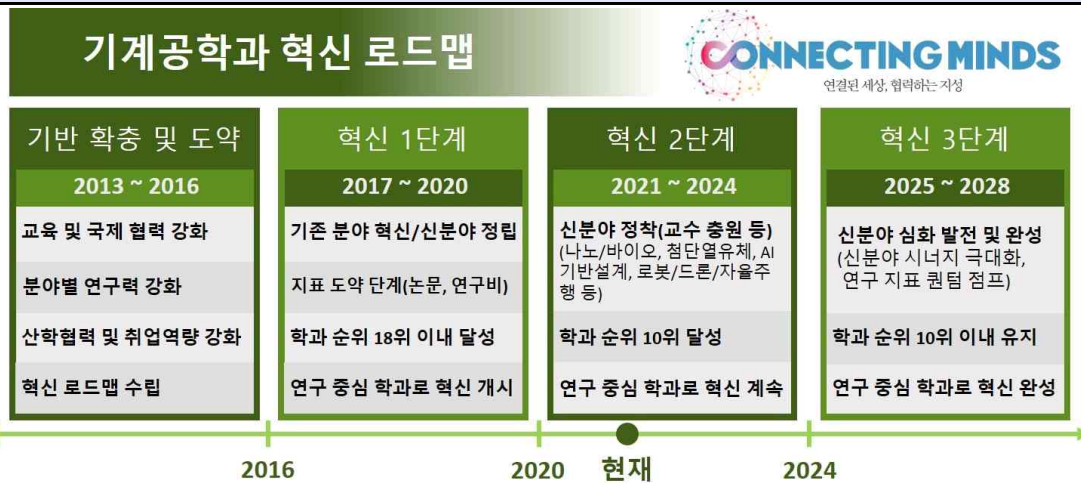 기계공학과 혁신 로드맵
CONNECTING MINDS
연결된 세상, 협력하는 지성
기반 확충 및 도약
2013 ~ 2016
교육 및 국제 협력 강화
분야별 연구력 강화
산학협력 및 취업역량 강화
혁신 로드맵 수립
혁신 1단계
2017 ~ 2020
기존 분야 혁신/신분야 정립
지표 도약 단계(논문, 연구비)
학과 순위 18위 이내 달성
연구 중심 학과로 혁신 개시
혁신 2단계
2021 ~ 2024
신분야 정착(교수 충원 등)
(나노/바이오, 첨단열유체, AI
기반설계, 로봇/드론/자율주
행 등)
학과 순위 10위 달성
연구 중심 학과로 혁신 계속
혁신 3단계
2025 ~ 2028
신분야 심화 발전 및 완성
(신분야 시너지 극대화,
연구 지표 퀀텀 점프)
학과 순위 10위 이내 유지
연구 중심 학과로 혁신 완성
2016
2020
현재
2024